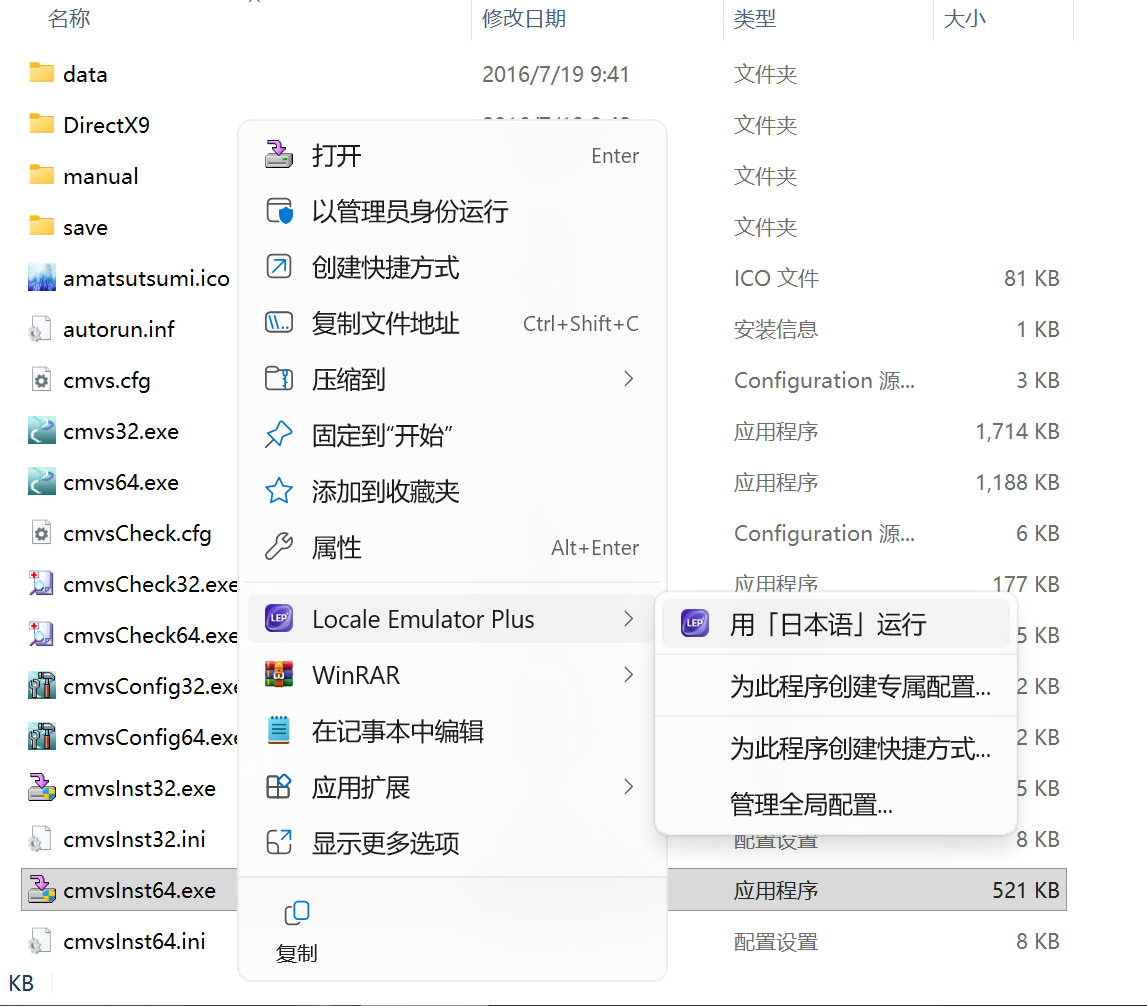 名称 修改日期 类型 大小
data 2016/7/19 9:41 文件夹
DirectX9 文件夹
manual 文件夹
save 文件夹
amatsutsumi.ico ICO 文件 81 KB
autorun.inf 安装信息 1 KB
cmvs.cfg Configuration 源... 3 KB
cmvs32.exe 应用程序 1,714 KB
cmvs64.exe 应用程序 1,188 KB
cmvsCheck.cfg Configuration 源... 6 KB
cmvsCheck32.exe 应用程序 177 KB
cmvsCheck64.exe 5 KB
cmvsConfig32.exe 2 KB
cmvsConfig64.exe 2 KB
cmvsInst32.exe 5 KB
cmvsInst32.ini 配置设置 8 KB
cmvsInst64.exe 应用程序 521 KB
cmvsInst64.ini 配置设置 8 KB
KB
打开 Enter
以管理员身份运行
创建快捷方式
复制文件地址 Ctrl+Shift+C
压缩到
固定到“开始”
添加到收藏夹
属性 Alt+Enter
LEP Locale Emulator Plus
WinRAR
在记事本中编辑
应用扩展
显示更多选项
复制
LEP 用「日本语」运行
为此程序创建专属配置...
为此程序创建快捷方式...
管理全局配置...